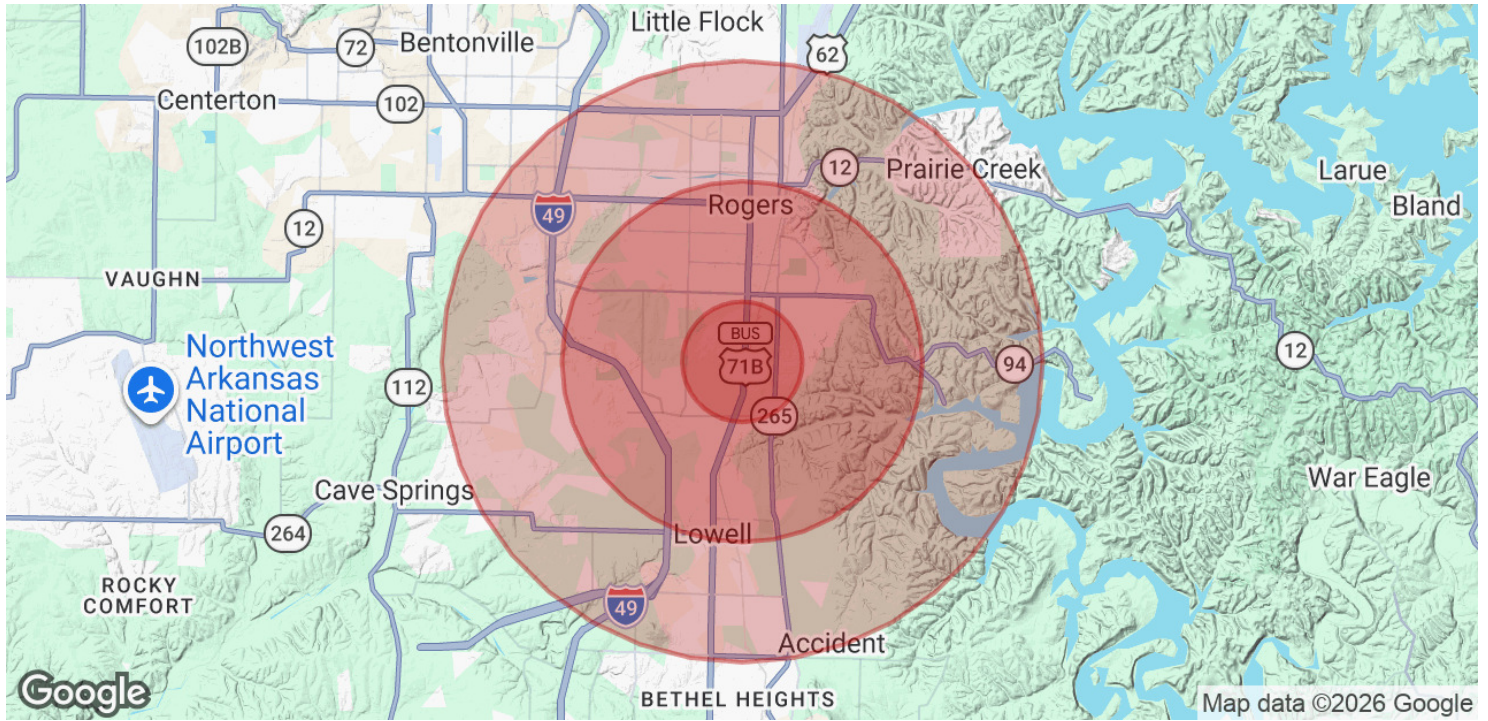 Little Flock
102B
72
Bentonville
62
Centerton
102
12
Prairie Creek
Larue
Bland
49
Rogers
12
VAUGHN
Northwest
Arkansas
National
Airport
BUS
71B
12
94
112
265
Cave Springs
War Eagle
264
Lowell
ROCKY
COMFORT
49
Accident
BETHEL HEIGHTS
Google
Map data ©2026 Google